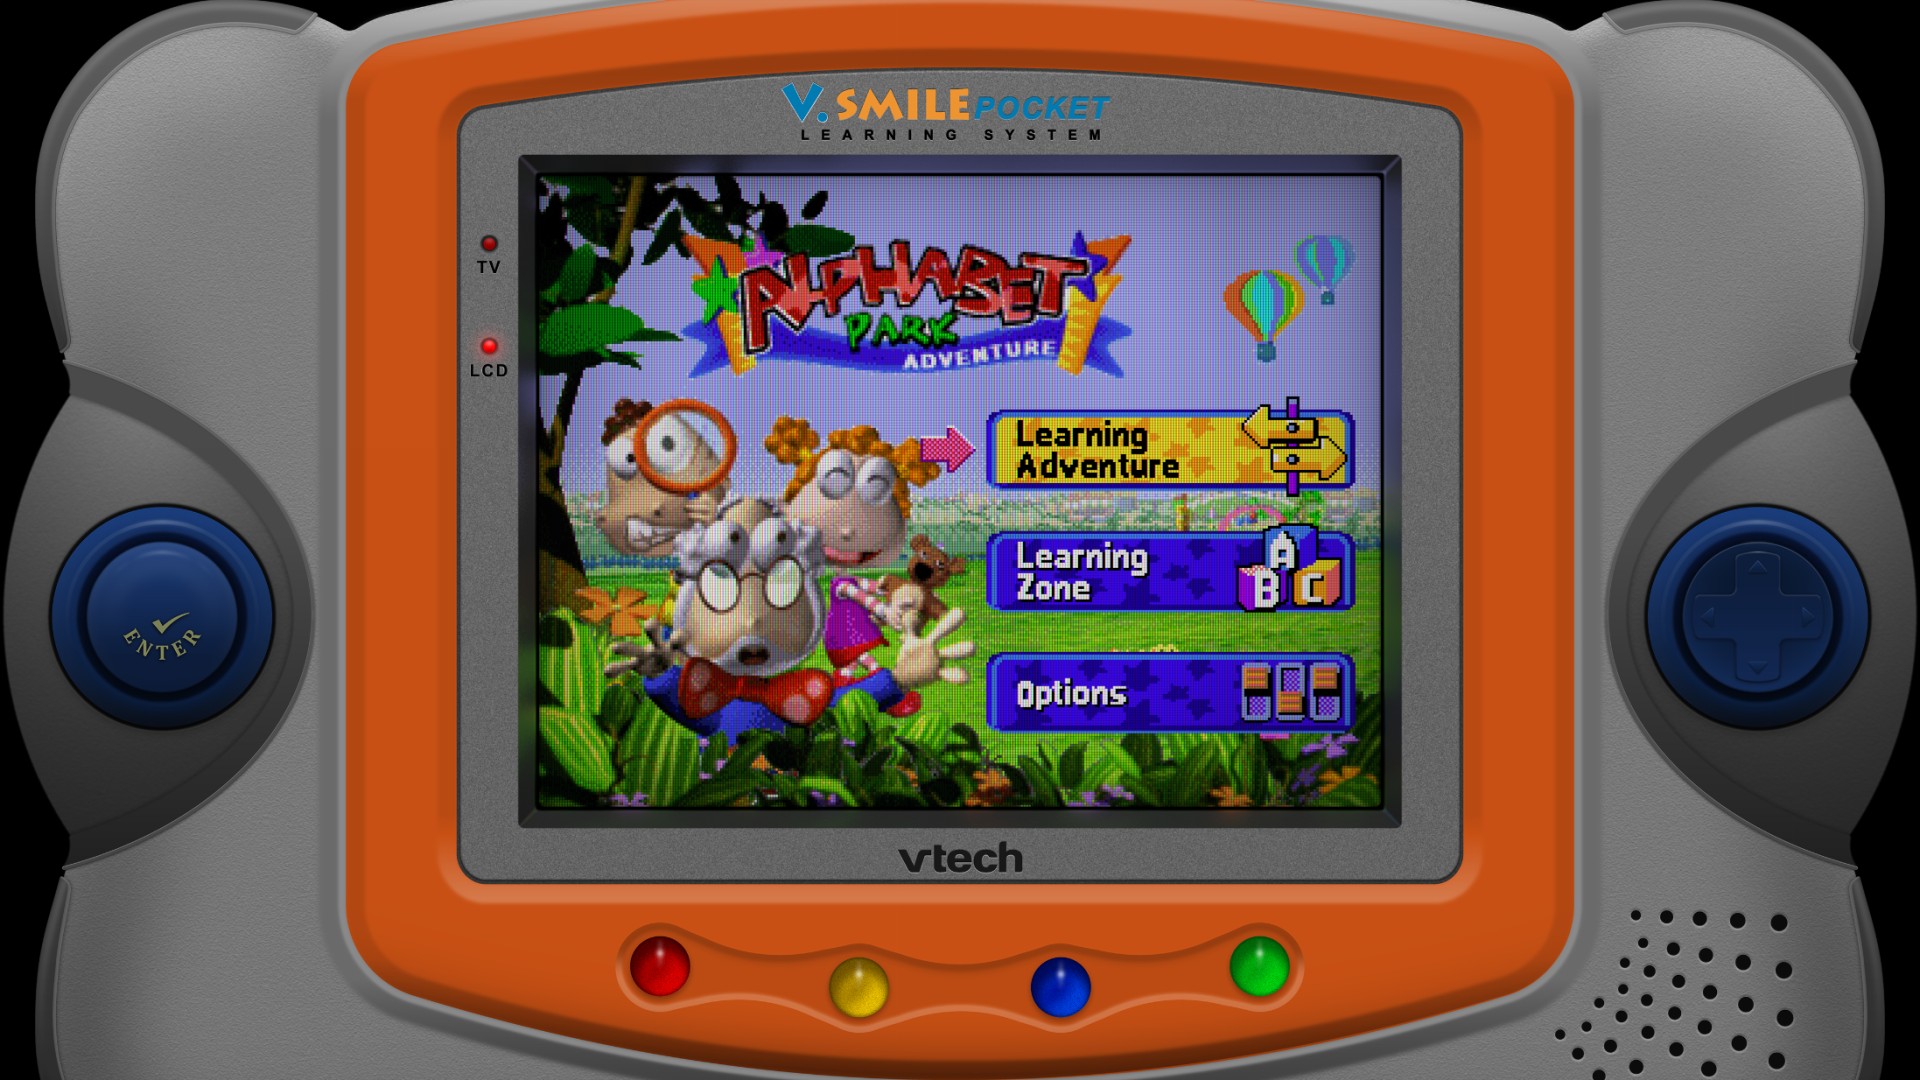 V.SMILE POCKET
LEARNING SYSTEM
TV
LCD
ALPHABET
PARK
ADVENTURE
Learning
Adventure
Learning
Zone
A
B C
Options
ENTER
vtech